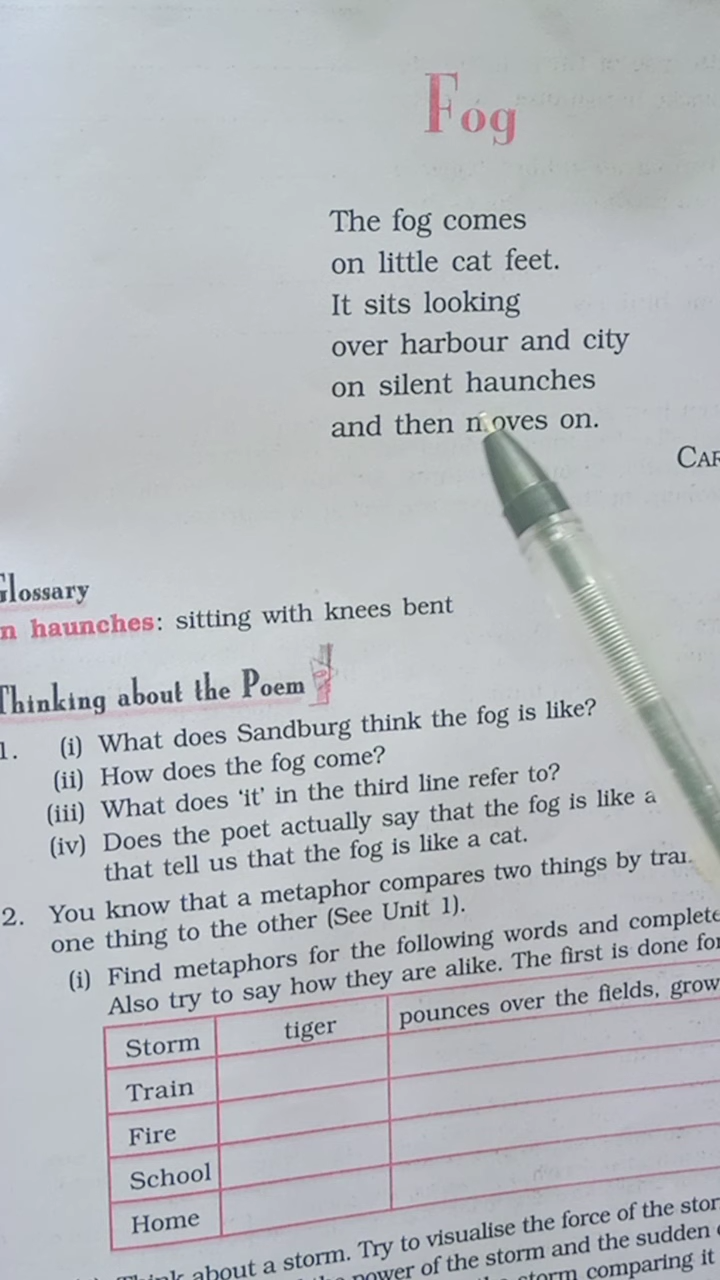 Fog
The fog comes
on little cat feet.
It sits looking
over harbour and city
on silent haunches
and then moves on.
Glossary
haunches: sitting with knees bent
Thinking about the Poem
1. (i) What does Sandburg think the fog is like?
(ii) How does the fog come?
(iii) What does ‘it’ in the third line refer to?
(iv) Does the poet actually say that the fog is like a
that tell us that the fog is like a cat.
2. You know that a metaphor compares two things by
one thing to the other (See Unit 1).
(i) Find metaphors for the following words and complete
Also try to say how they are alike. The first is done for
Storm tiger pounces over the fields,
Train
Fire
School
Home
about a storm. Try to visualise the force of the
power of the storm and the sudden
storm comparing it